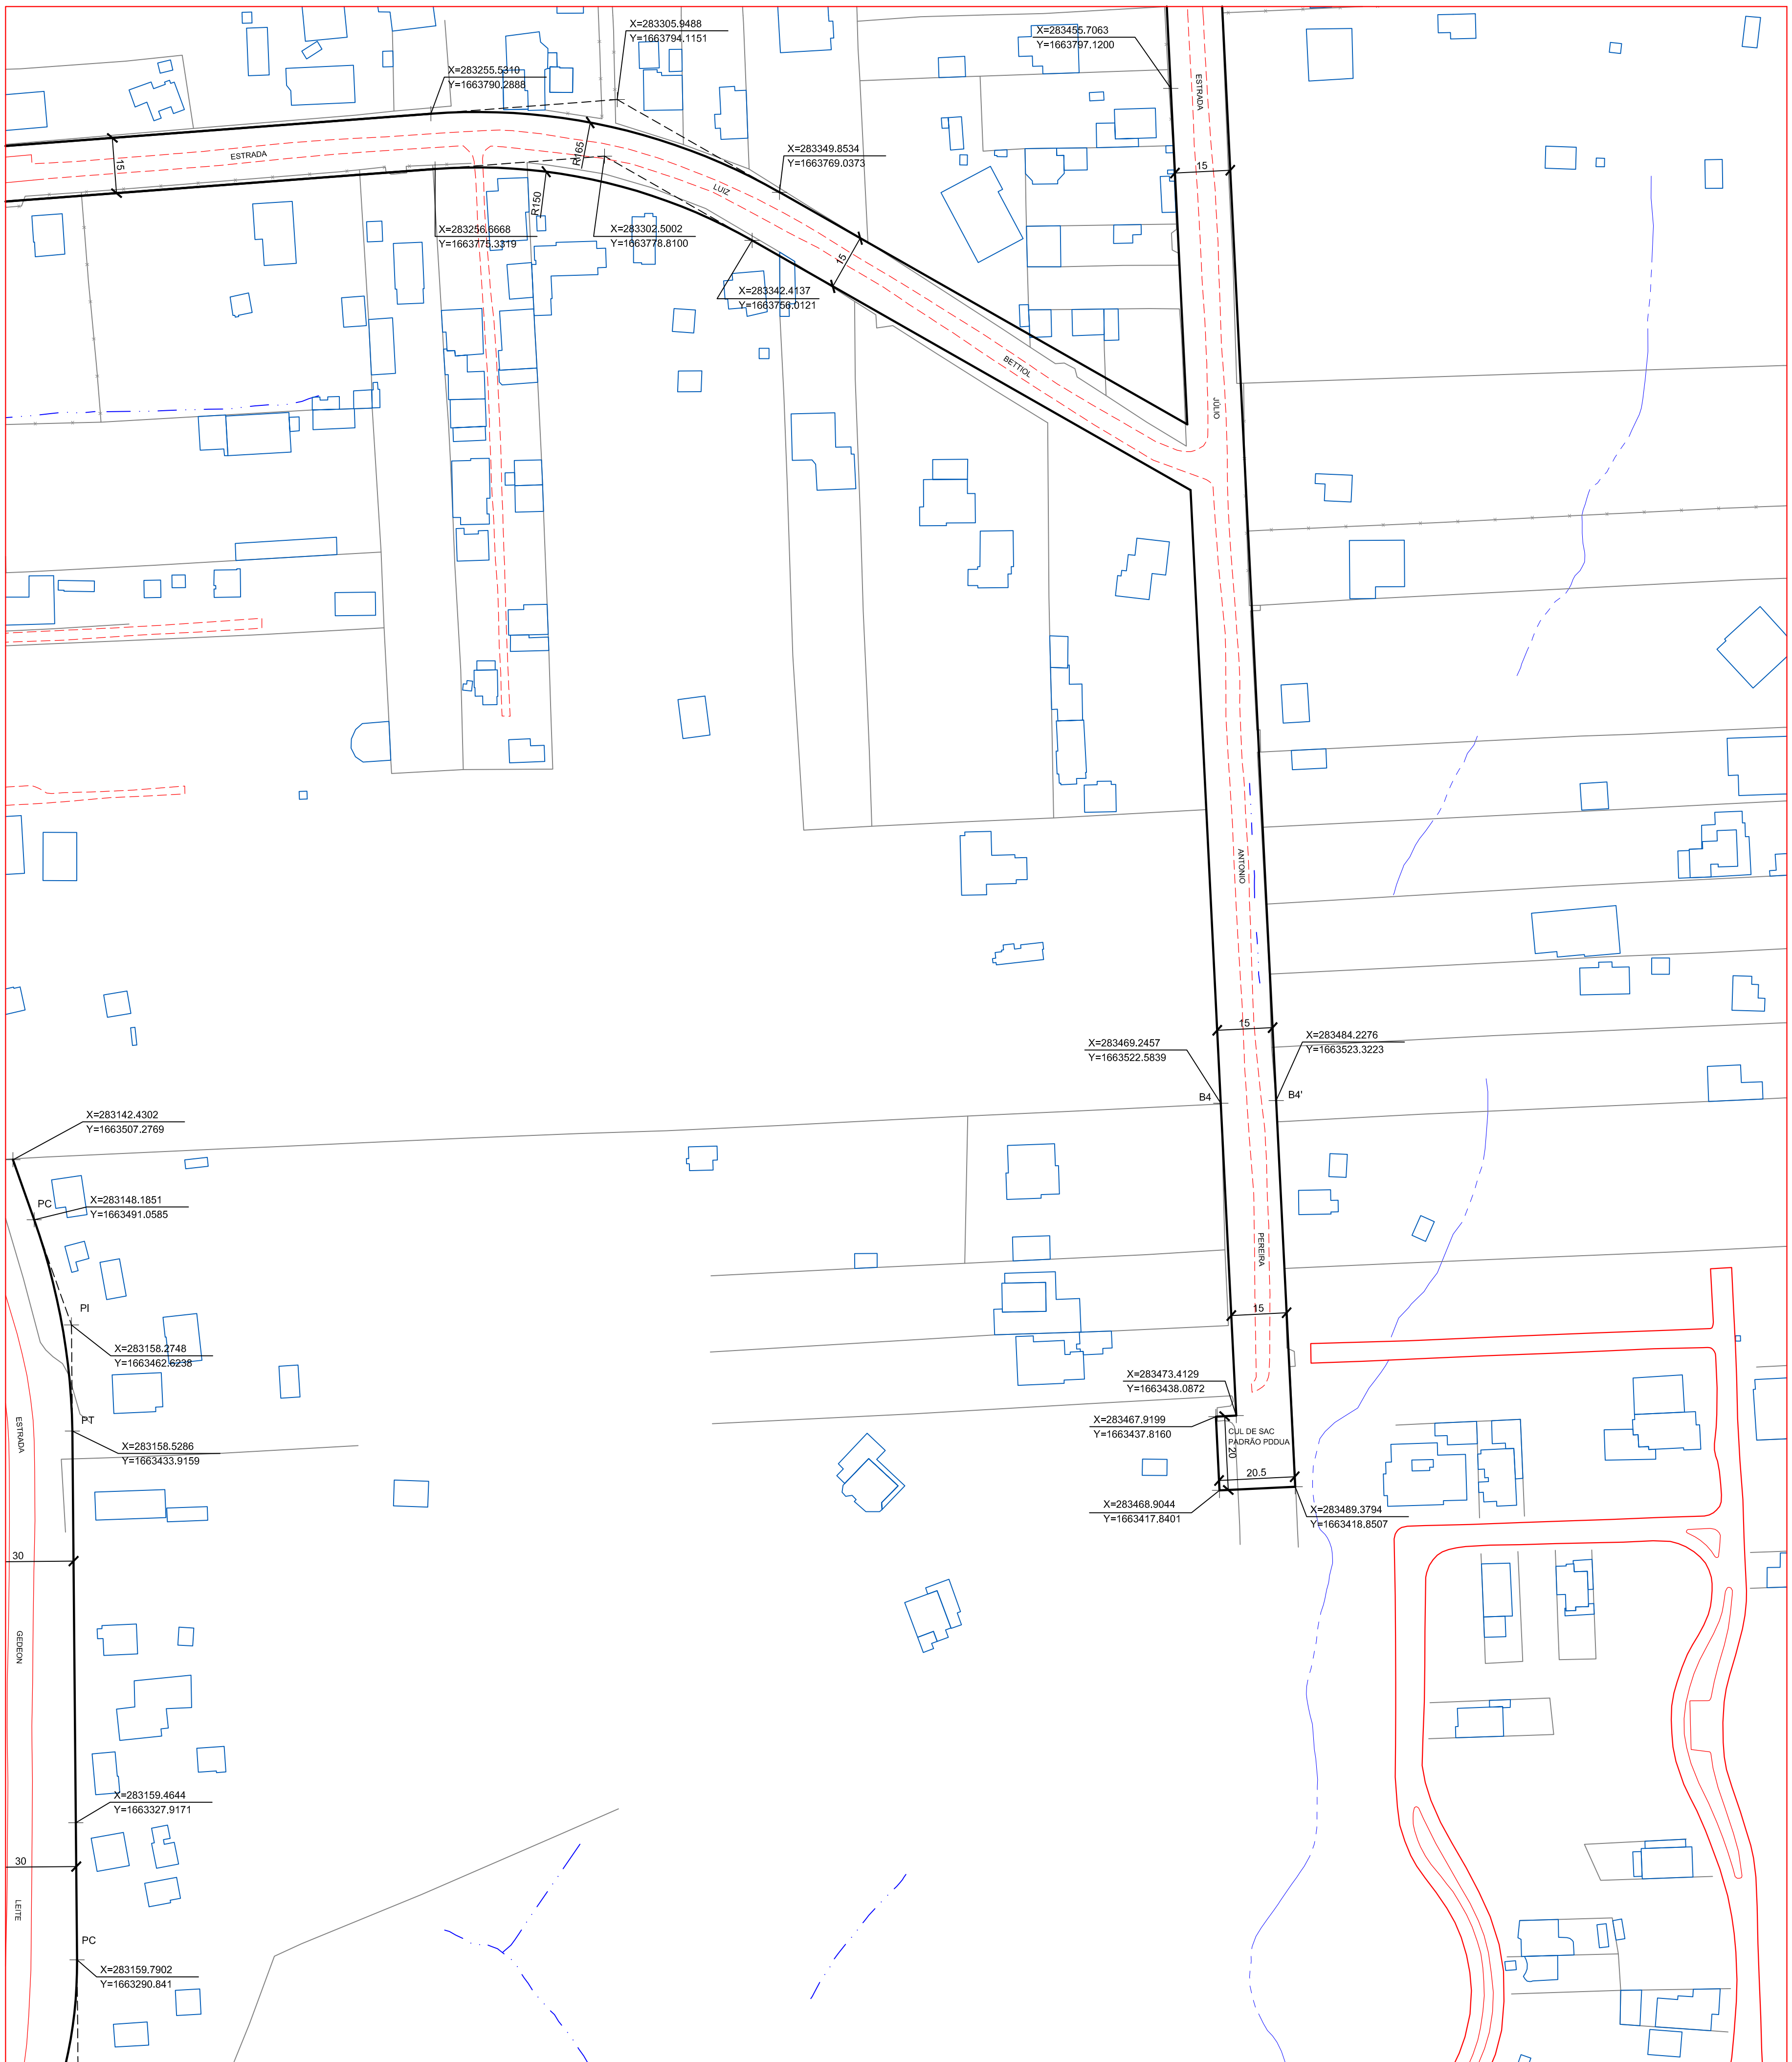 X=283305.9488
Y=1663794.1151
X=283455.7063
Y=1663797.1200
X=283255.5310
Y=1663790.2888
ESTRADA
R165
X=283349.8534
Y=1663769.0373
ESTRADA
15
15
LUIZ
R150
X=283256.6668
Y=1663775.3319
X=283302.5002
Y=1663778.8100
15
X=283342.4137
Y=1663756.0121
BETTIOL
JÚLIO
ANTONIO
15
X=283469.2457
Y=1663522.5839
X=283484.2276
Y=1663523.3223
B4
B4'
X=283142.4302
Y=1663507.2769
PC
X=283148.1851
Y=1663491.0585
PEREIRA
PI
15
X=283158.2748
Y=1663462.6238
X=283473.4129
Y=1663438.0872
PT
X=283467.9199
Y=1663437.8160
ESTRADA
X=283158.5286
Y=1663433.9159
CUL DE SAC
PADRÃO PDDUA
20
20.5
X=283468.9044
Y=1663417.8401
X=283489.3794
Y=1663418.8507
30
GEDEON
X=283159.4644
Y=1663327.9171
30
LEITE
PC
X=283159.7902
Y=1663290.841